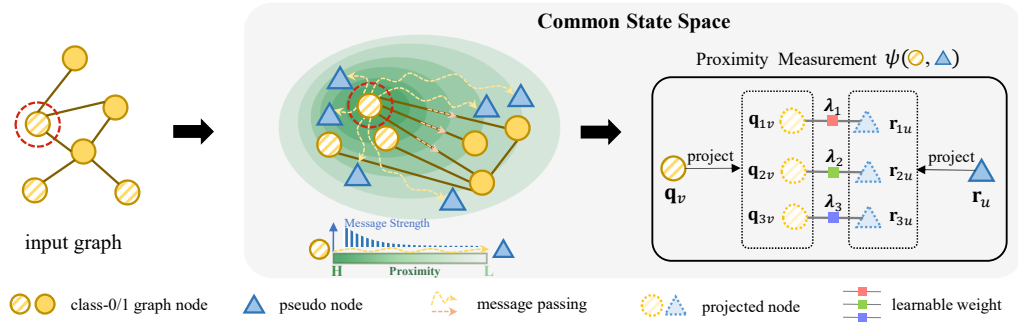 Common State Space
Proximity Measurement ψ( , )
input graph
Message Strength
H Proximity L
λ₁
q₁ᵥ r₁ᵤ
project λ₂ project
q₂ᵥ r₂ᵤ
qᵥ rᵤ
λ₃
q₃ᵥ r₃ᵤ
class-0/1 graph node
pseudo node
message passing
projected node
learnable weight